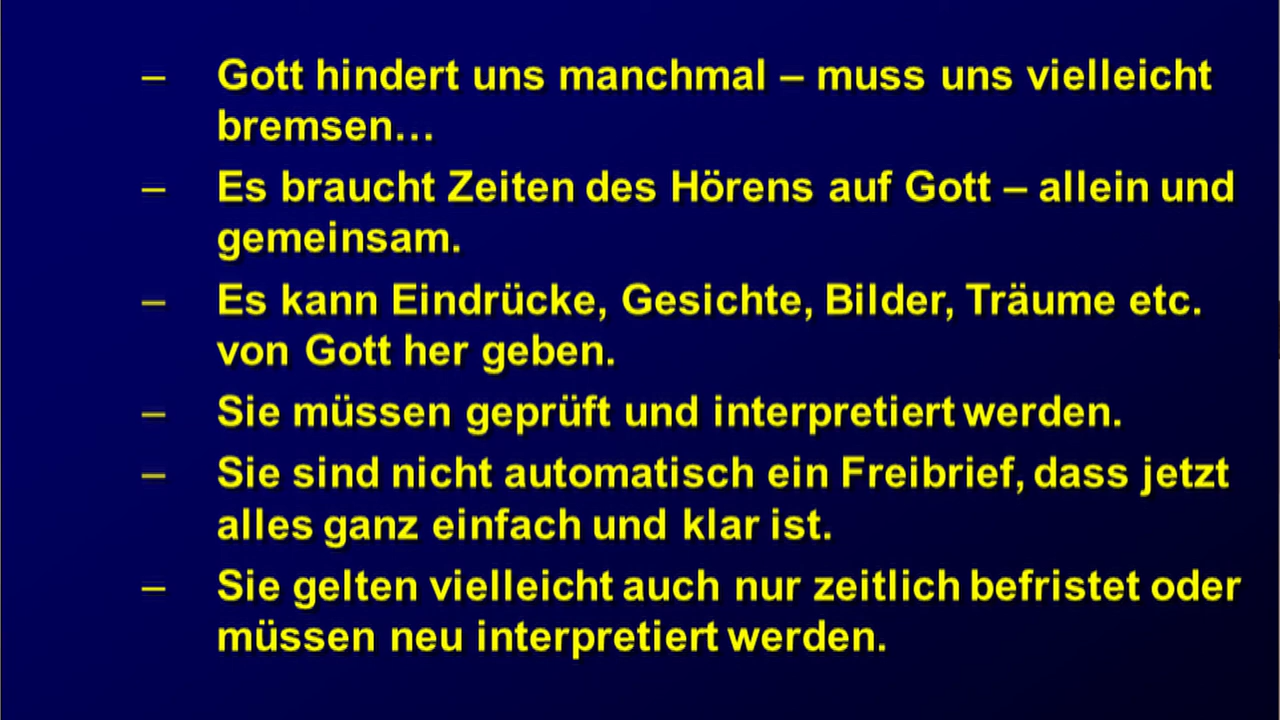 – Gott hindert uns manchmal – muss uns vielleicht
bremsen…
– Es braucht Zeiten des Hörens auf Gott – allein und
gemeinsam.
– Es kann Eindrücke, Gesichte, Bilder, Träume etc.
von Gott her geben.
– Sie müssen geprüft und interpretiert werden.
– Sie sind nicht automatisch ein Freibrief, dass jetzt
alles ganz einfach und klar ist.
– Sie gelten vielleicht auch nur zeitlich befristet oder
müssen neu interpretiert werden.